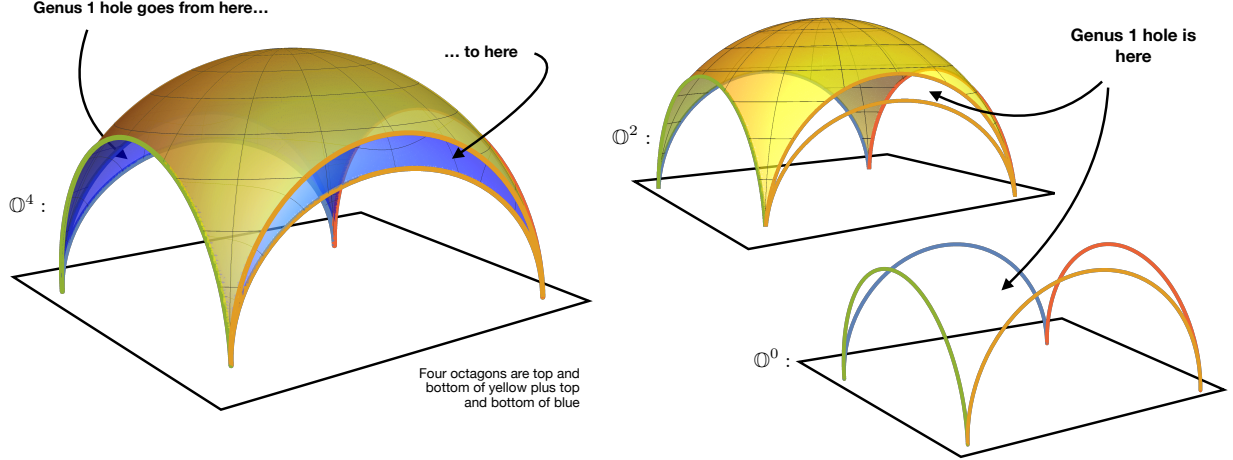 Genus 1 hole goes from here…
… to here
𝕆⁴ :
Four octagons are top and
bottom of yellow plus top
and bottom of blue
Genus 1 hole is
here
𝕆² :
𝕆⁰ :